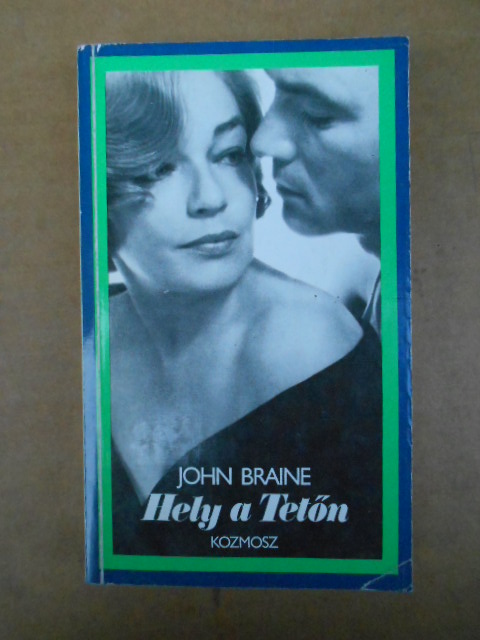 JOHN BRAINE
Hely a Tetőn
KOZMOSZ